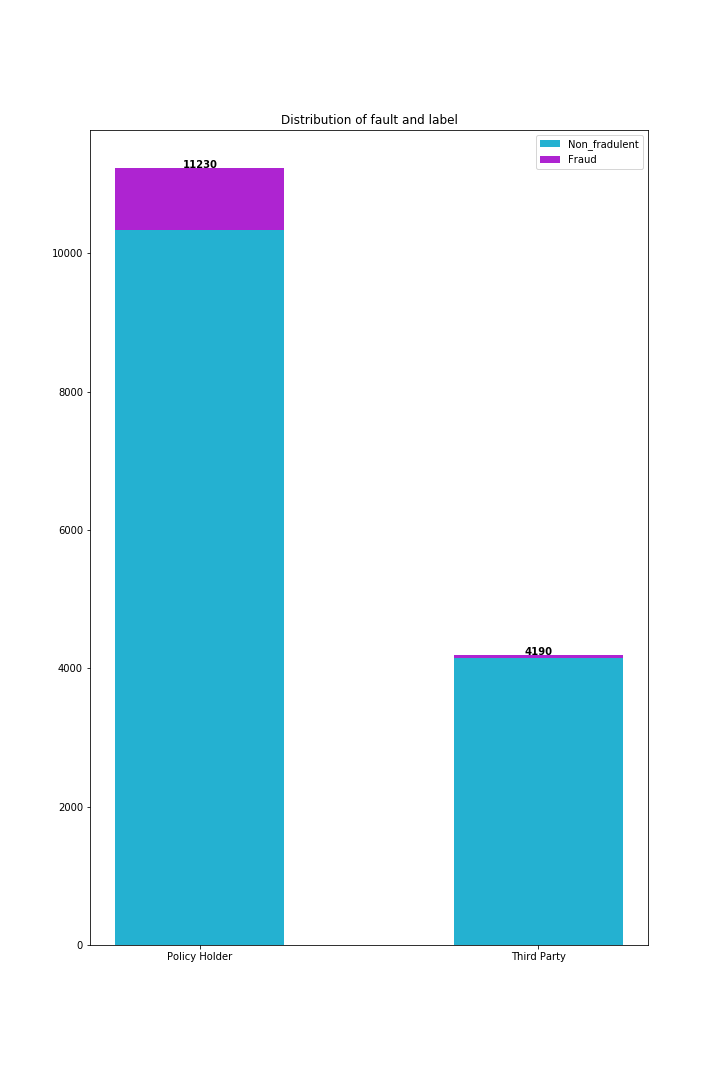 Distribution of fault and label
Non_fradulent
Fraud
11230
10000
8000
6000
4190
4000
2000
0
Policy Holder
Third Party